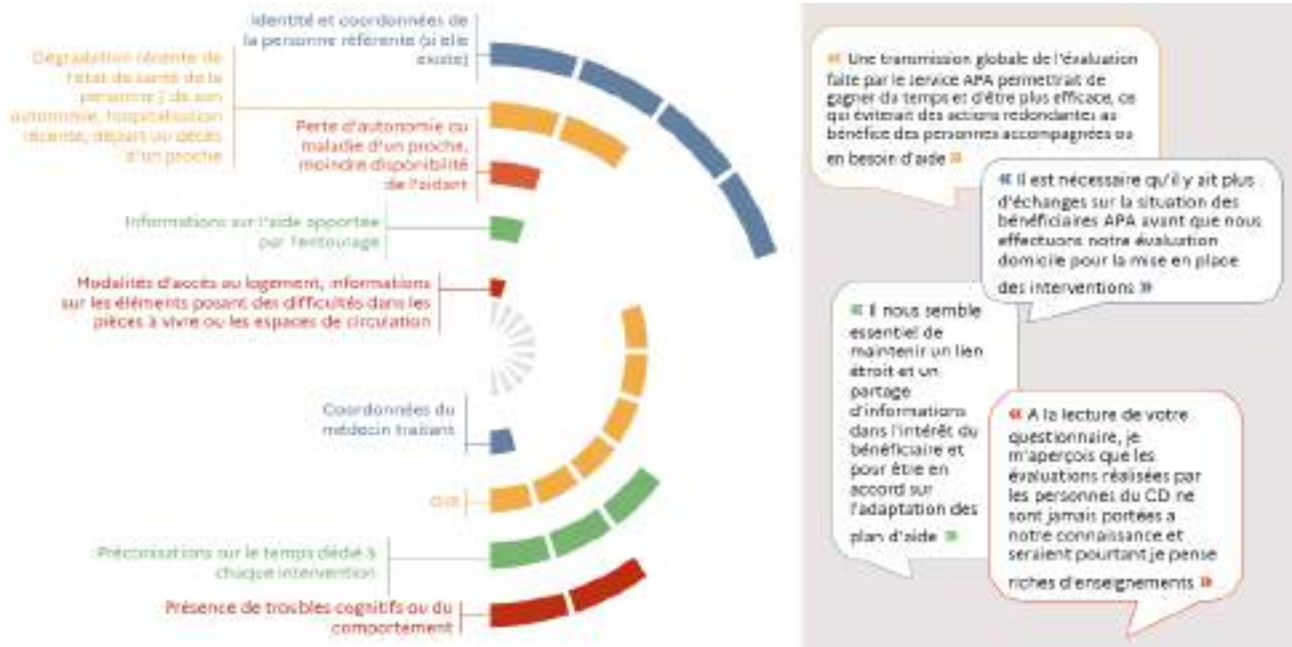 Identité et coordonnées de
la personne référente (si elle
existe)
Dégradation récente de
l'état de santé de la
personne / de son
autonomie, hospitalisation
récente, départ ou décès
d'un proche
Perte d'autonomie ou
maladie d'un proche,
moindre disponibilité
de l'aidant
Informations sur l'aide apportée
par l'entourage
Modalités d'accès au logement, informations
sur les éléments posant des difficultés dans les
pièces à vivre ou les espaces de circulation
Coordonnées du
médecin traitant
GIR
Préconisations sur le temps dédié à
chaque intervention
Présence de troubles cognitifs ou du
comportement
« Une transmission globale de l'évaluation
faite par le service APA permettrait de
gagner du temps et d'être plus efficace, ce
qui éviterait des actions redondantes au
bénéfice des personnes accompagnées ou
en besoin d'aide »
« Il est nécessaire qu'il y ait plus
d'échanges sur la situation des
bénéficiaires APA avant que nous
effectuons notre évaluation
domicile pour la mise en place
des interventions »
« Il nous semble
essentiel de
maintenir un lien
étroit et un
partage
d'informations
dans l'intérêt du
bénéficiaire et
pour être en
accord sur
l'adaptation des
plan d'aide »
« A la lecture de votre
questionnaire, je
m'aperçois que les
évaluations réalisées par
les personnes du CD ne
sont jamais portées a
notre connaissance et
seraient pourtant je pense
riches d'enseignements »